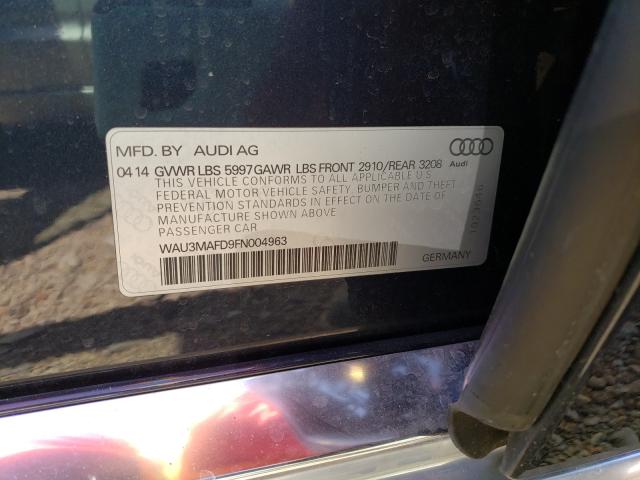 MFD. BY AUDI AG
0414 GVWR LBS 5997 GAWR LBS FRONT 2910/REAR 3208
THIS VEHICLE CONFORMS TO ALL APPLICABLE U.S.
FEDERAL MOTOR VEHICLE SAFETY, BUMPER AND THEFT
PREVENTION STANDARDS IN EFFECT ON THE DATE OF
MANUFACTURE SHOWN ABOVE
PASSENGER CAR
WAU3MAFD9FN004963
Audi
GERMANY